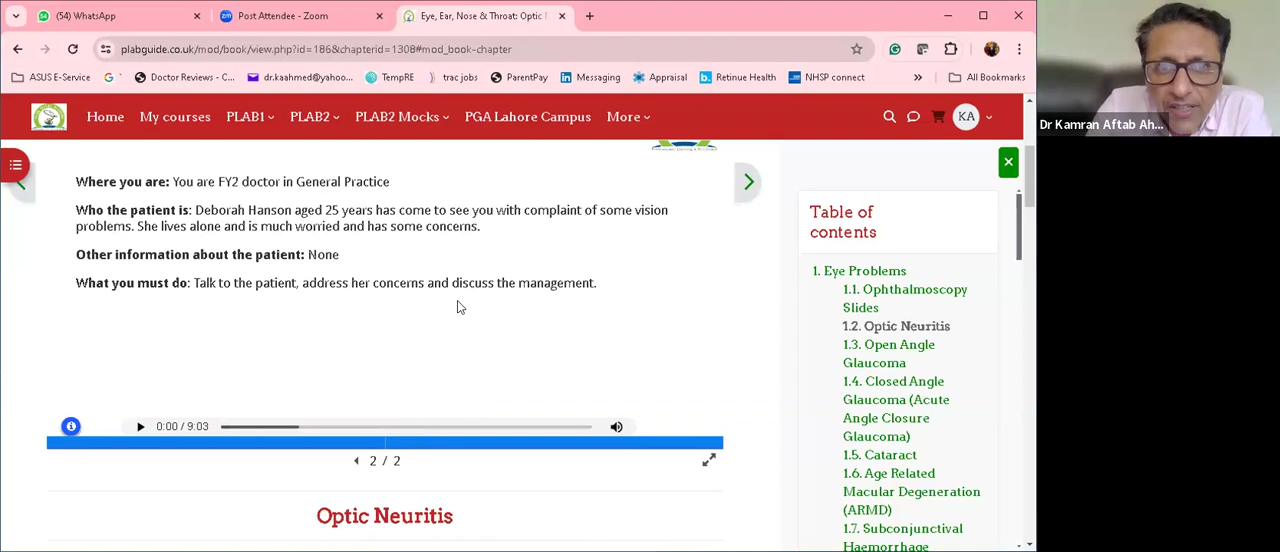 (54) WhatsApp
Post Attendee - Zoom
Eye, Ear, Nose & Throat: Optic
plabguide.co.uk/mod/book/view.php?id=186&chapterid=1308#mod_book-chapter
ASUS E-Service
Doctor Reviews - C...
dr.kaahmed@yahoo...
TempRE
trac jobs
ParentPay
Messaging
Appraisal
Retinue Health
NHSP connect
All Bookmarks
Home My courses PLAB1 PLAB2 PLAB2 Mocks PGA Lahore Campus More
KA
Dr Kamran Aftab Ah...
Where you are: You are FY2 doctor in General Practice
Who the patient is: Deborah Hanson aged 25 years has come to see you with complaint of some vision
problems. She lives alone and is much worried and has some concerns.
Other information about the patient: None
What you must do: Talk to the patient, address her concerns and discuss the management.
0:00 / 9:03
2 / 2
Optic Neuritis
Table of
contents
1. Eye Problems
1.1. Ophthalmoscopy
Slides
1.2. Optic Neuritis
1.3. Open Angle
Glaucoma
1.4. Closed Angle
Glaucoma (Acute
Angle Closure
Glaucoma)
1.5. Cataract
1.6. Age Related
Macular Degeneration
(ARMD)
1.7. Subconjunctival
Haemorrhage